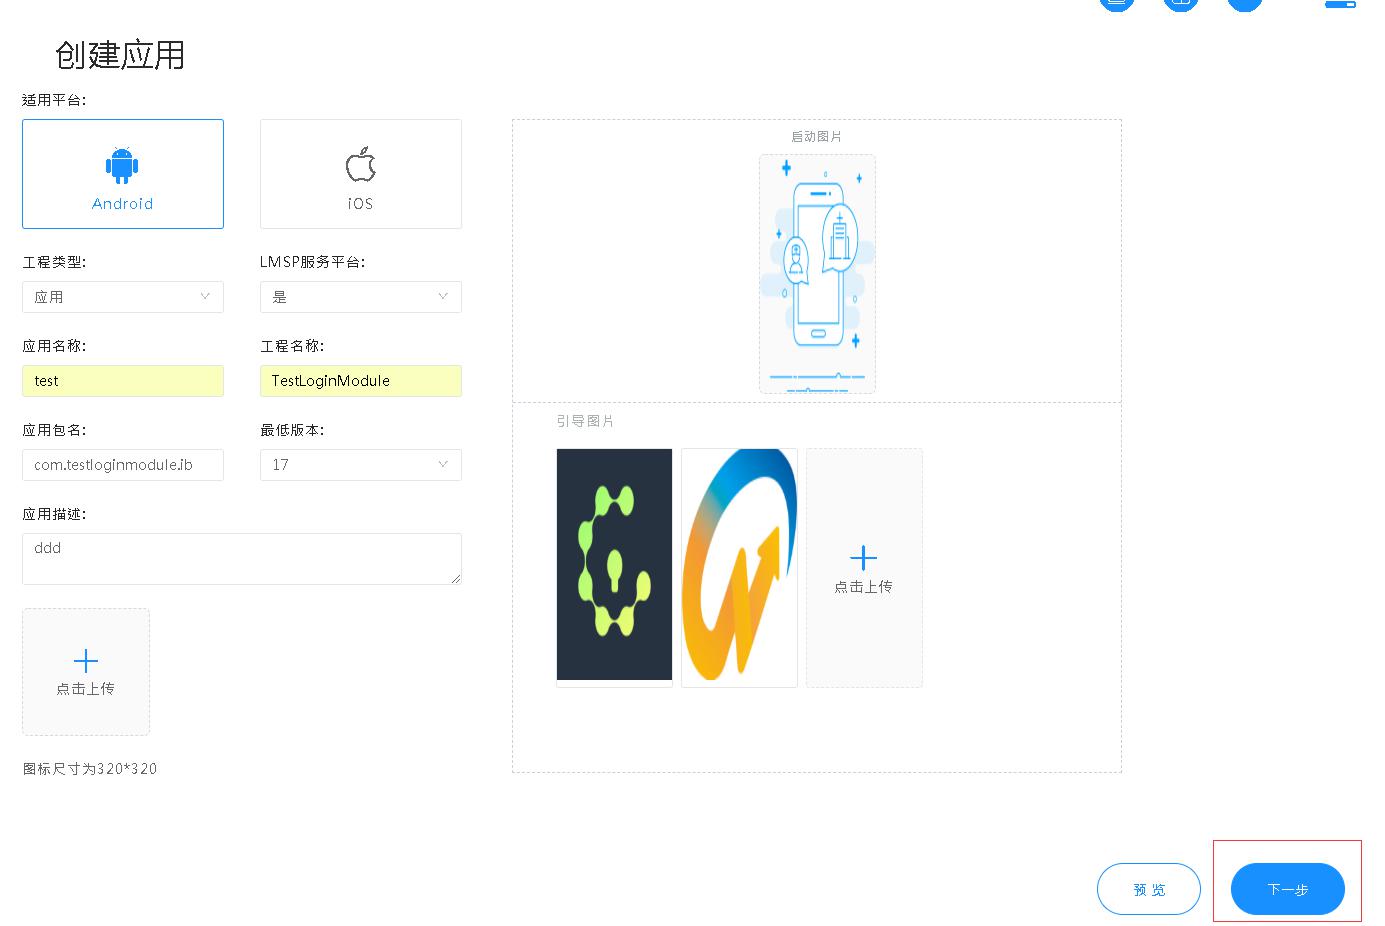 创建应用
适用平台:
Android
iOS
工程类型:
LMSP服务平台:
应用
是
应用名称:
工程名称:
test
TestLoginModule
应用包名:
最低版本:
com.testloginmodule.ib
17
应用描述:
ddd
点击上传
图标尺寸为320*320
启动图片
引导图片
点击上传
预 览
下一步